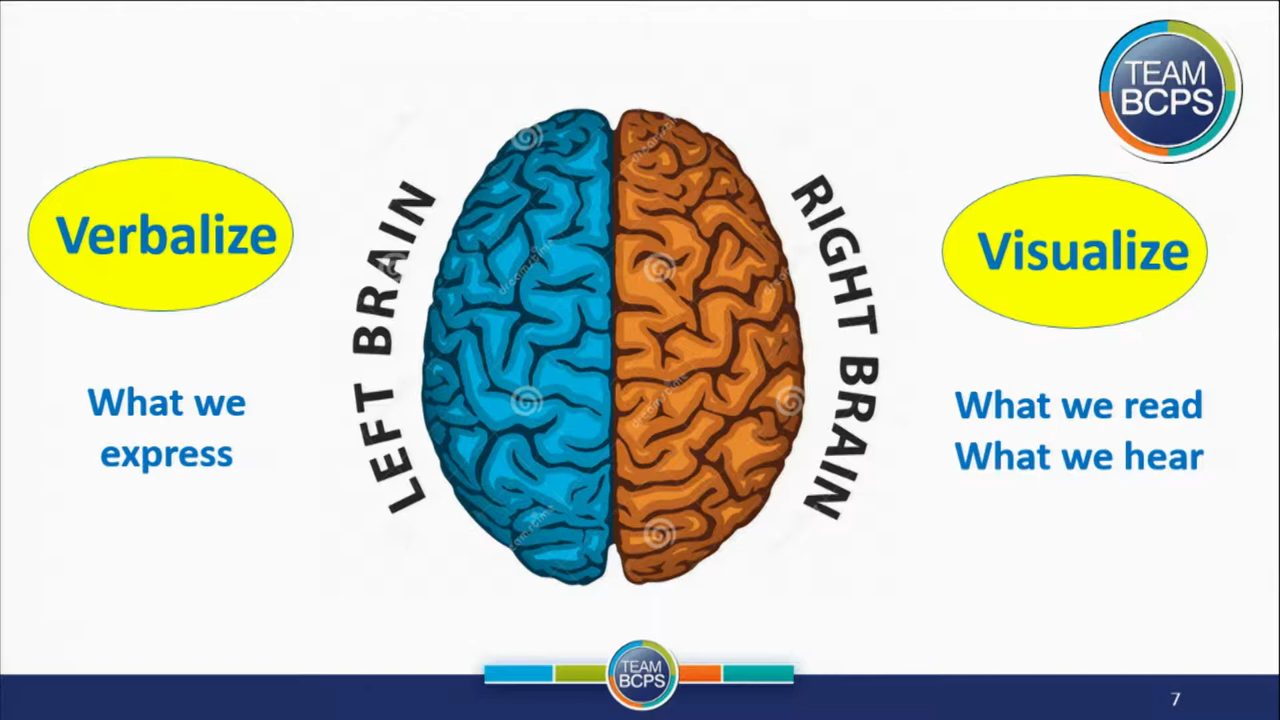 TEAM
BCPS
Verbalize
What we
express
LEFT BRAIN
RIGHT BRAIN
Visualize
What we read
What we hear
TEAM
BCPS
7